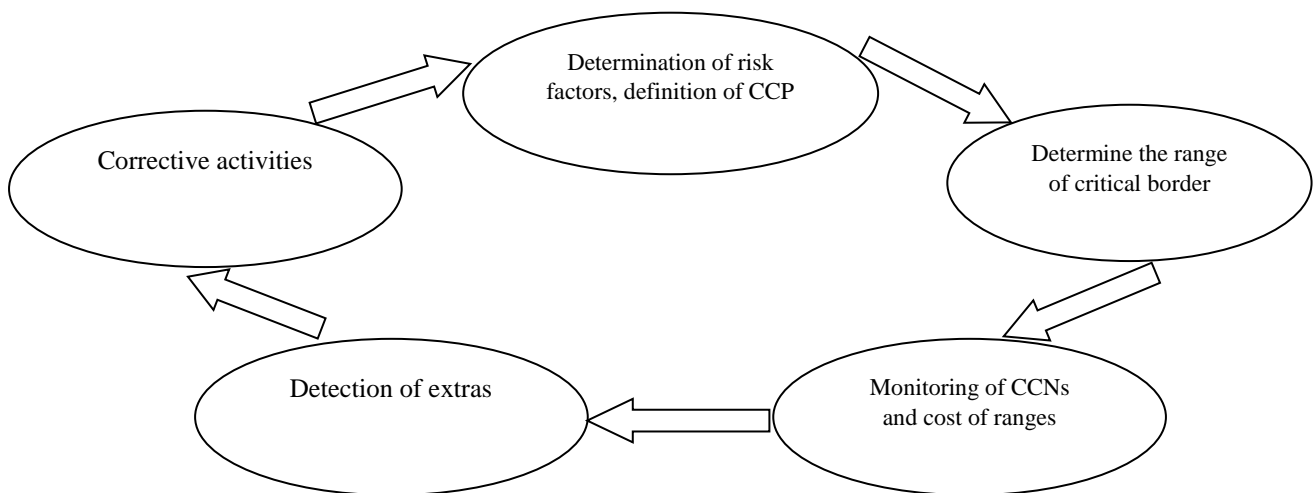 Determination of risk
factors, definition of CCP
Corrective activities
Determine the range
of critical border
Detection of extras
Monitoring of CCNs
and cost of ranges